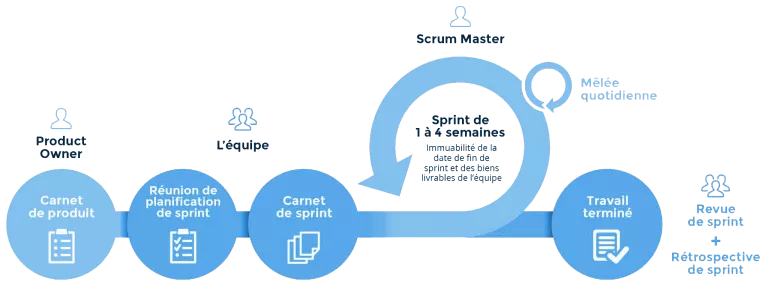 Scrum Master
Mêlée
quotidienne
Product
Owner
L'équipe
Sprint de
1 à 4 semaines
Immuabilité de la
date de fin de
sprint et des biens
livrables de l'équipe
Carnet
de produit
Réunion de
planification
de sprint
Carnet
de sprint
Travail
terminé
Revue
de sprint
+
Rétrospective
de sprint